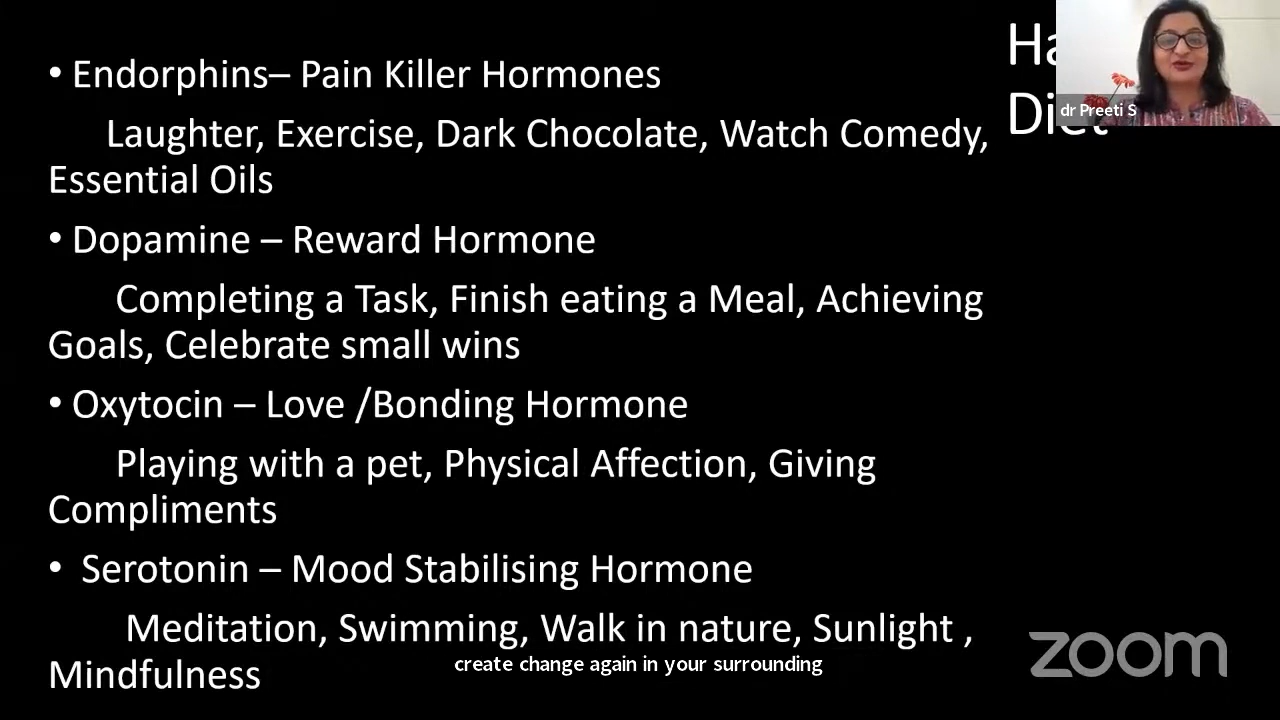 • Endorphins– Pain Killer Hormones
Laughter, Exercise, Dark Chocolate, Watch Comedy,
Essential Oils
• Dopamine – Reward Hormone
Completing a Task, Finish eating a Meal, Achieving
Goals, Celebrate small wins
• Oxytocin – Love /Bonding Hormone
Playing with a pet, Physical Affection, Giving
Compliments
• Serotonin – Mood Stabilising Hormone
Meditation, Swimming, Walk in nature, Sunlight ,
Mindfulness
create change again in your surrounding
Diet
dr Preeti S
zoom